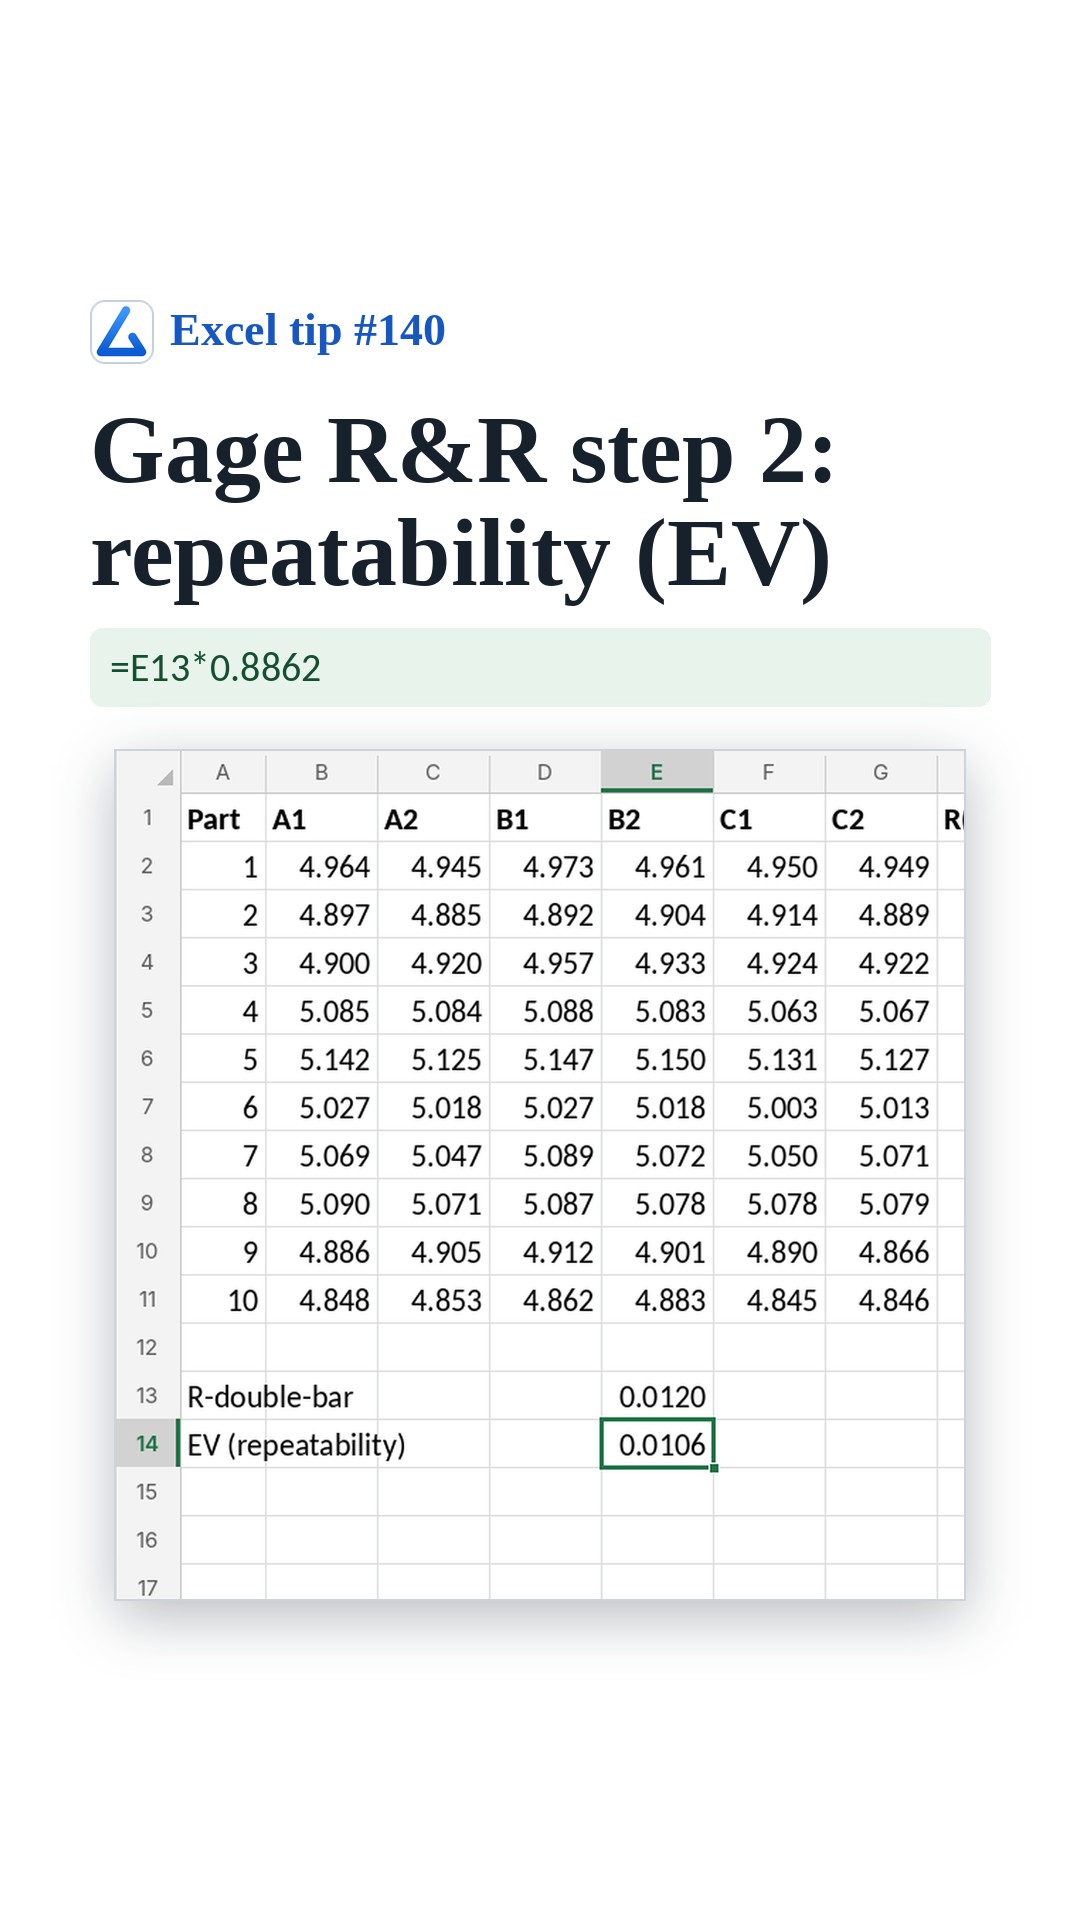 Excel tip #140
Gage R&R step 2:
repeatability (EV)
=E13*0.8862
A B C D E F G
1 Part A1 A2 B1 B2 C1 C2
2 1 4.964 4.945 4.973 4.961 4.950 4.949
3 2 4.897 4.885 4.892 4.904 4.914 4.889
4 3 4.900 4.920 4.957 4.933 4.924 4.922
5 4 5.085 5.084 5.088 5.083 5.063 5.067
6 5 5.142 5.125 5.147 5.150 5.131 5.127
7 6 5.027 5.018 5.027 5.018 5.003 5.013
8 7 5.069 5.047 5.089 5.072 5.050 5.071
9 8 5.090 5.071 5.087 5.078 5.078 5.079
10 9 4.886 4.905 4.912 4.901 4.890 4.866
11 10 4.848 4.853 4.862 4.883 4.845 4.846
12
13 R-double-bar 0.0120
14 EV (repeatability) 0.0106
15
16
17